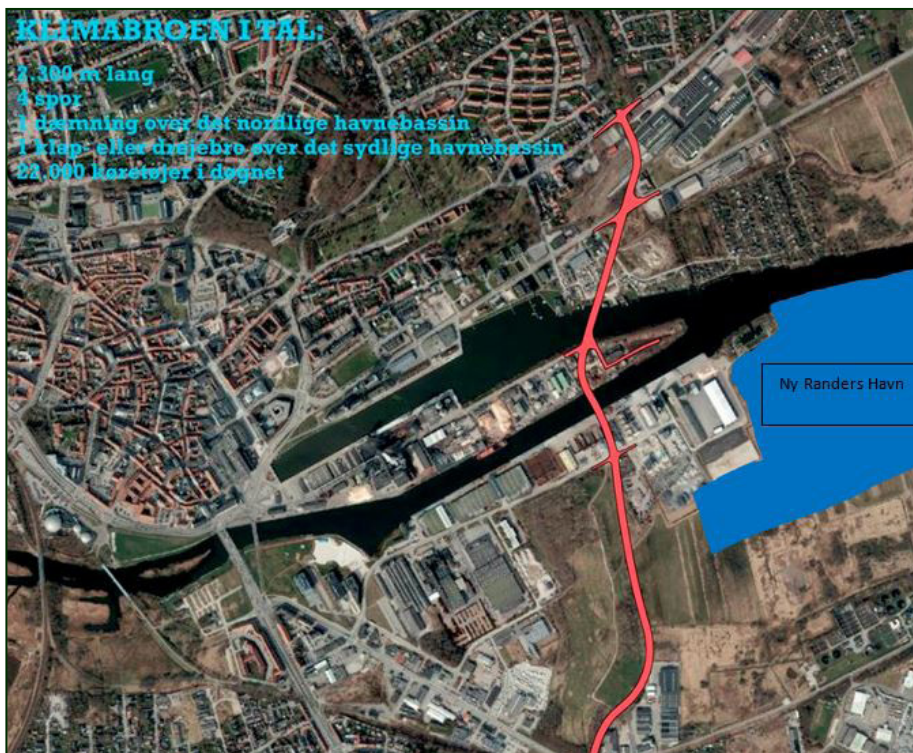 KLIMABROEN I TAL:
2.300 m lang
4 spor
1 dæmning over det nordlige havnebassin
1 klap- eller drejebro over det sydlige havnebassin
22.000 køretøjer i døgnet
Ny Randers Havn